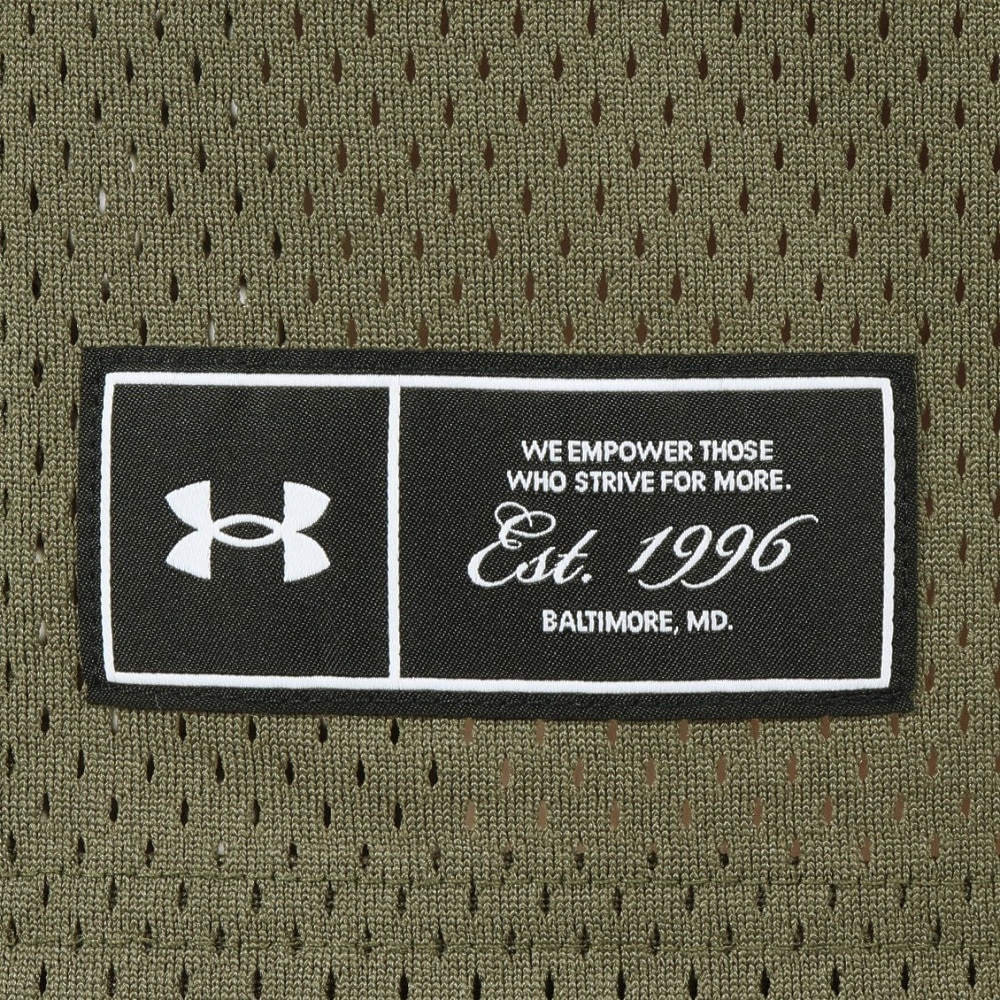 WE EMPOWER THOSE
WHO STRIVE FOR MORE.
Est. 1996
BALTIMORE, MD.